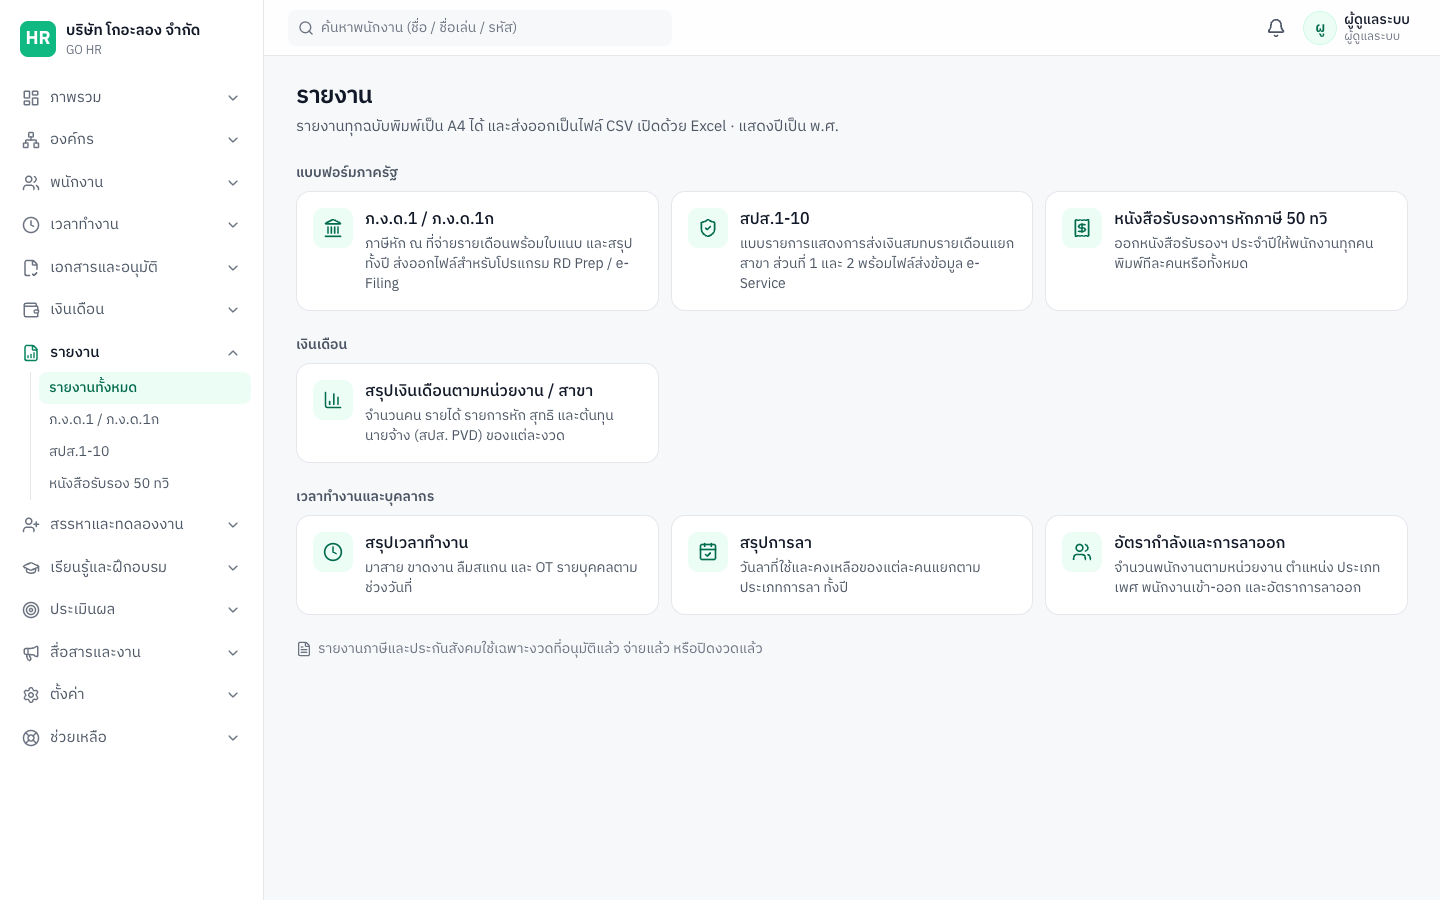 HR
บริษัท โกอะลอง จำกัด
GO HR
ค้นหาพนักงาน (ชื่อ / ชื่อเล่น / รหัส)
ผู้
ผู้ดูแลระบบ
ผู้ดูแลระบบ
ภาพรวม
องค์กร
พนักงาน
เวลาทำงาน
เอกสารและอนุมัติ
เงินเดือน
รายงาน
รายงานทั้งหมด
ภ.ง.ด.1 / ภ.ง.ด.1ก
สปส.1-10
หนังสือรับรอง 50 ทวิ
สรรหาและทดลองงาน
เรียนรู้และฝึกอบรม
ประเมินผล
สื่อสารและงาน
ตั้งค่า
ช่วยเหลือ
รายงาน
รายงานทุกฉบับพิมพ์เป็น A4 ได้ และส่งออกเป็นไฟล์ CSV เปิดด้วย Excel · แสดงปีเป็น พ.ศ.
แบบฟอร์มภาครัฐ
ภ.ง.ด.1 / ภ.ง.ด.1ก
ภาษีหัก ณ ที่จ่ายรายเดือนพร้อมใบแนบ และสรุป
ทั้งปี ส่งออกไฟล์สำหรับโปรแกรม RD Prep / e-
Filing
สปส.1-10
แบบรายการแสดงการส่งเงินสมทบรายเดือนแยก
สาขา ส่วนที่ 1 และ 2 พร้อมไฟล์ส่งข้อมูล e-
Service
หนังสือรับรองการหักภาษี 50 ทวิ
ออกหนังสือรับรองฯ ประจำปีให้พนักงานทุกคน
พิมพ์ทีละคนหรือทั้งหมด
เงินเดือน
สรุปเงินเดือนตามหน่วยงาน / สาขา
จำนวนคน รายได้ รายการหัก สุทธิ และต้นทุน
นายจ้าง (สปส. PVD) ของแต่ละงวด
เวลาทำงานและบุคลากร
สรุปเวลาทำงาน
มาสาย ขาดงาน ลืมสแกน และ OT รายบุคคลตาม
ช่วงวันที่
สรุปการลา
วันลาที่ใช้และคงเหลือของแต่ละคนแยกตาม
ประเภทการลา ทั้งปี
อัตรากำลังและการลาออก
จำนวนพนักงานตามหน่วยงาน ตำแหน่ง ประเภท
เพศ พนักงานเข้า-ออก และอัตราการลาออก
รายงานภาษีและประกันสังคมใช้เฉพาะงวดที่อนุมัติแล้ว จ่ายแล้ว หรือปิดงวดแล้ว